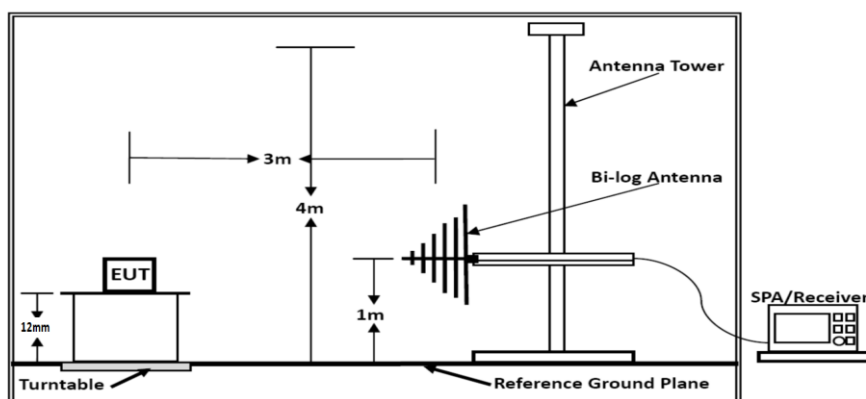 Antenna Tower
3m
Bi-log Antenna
4m
EUT
12mm
1m
SPA/Receiver
Turntable
Reference Ground Plane